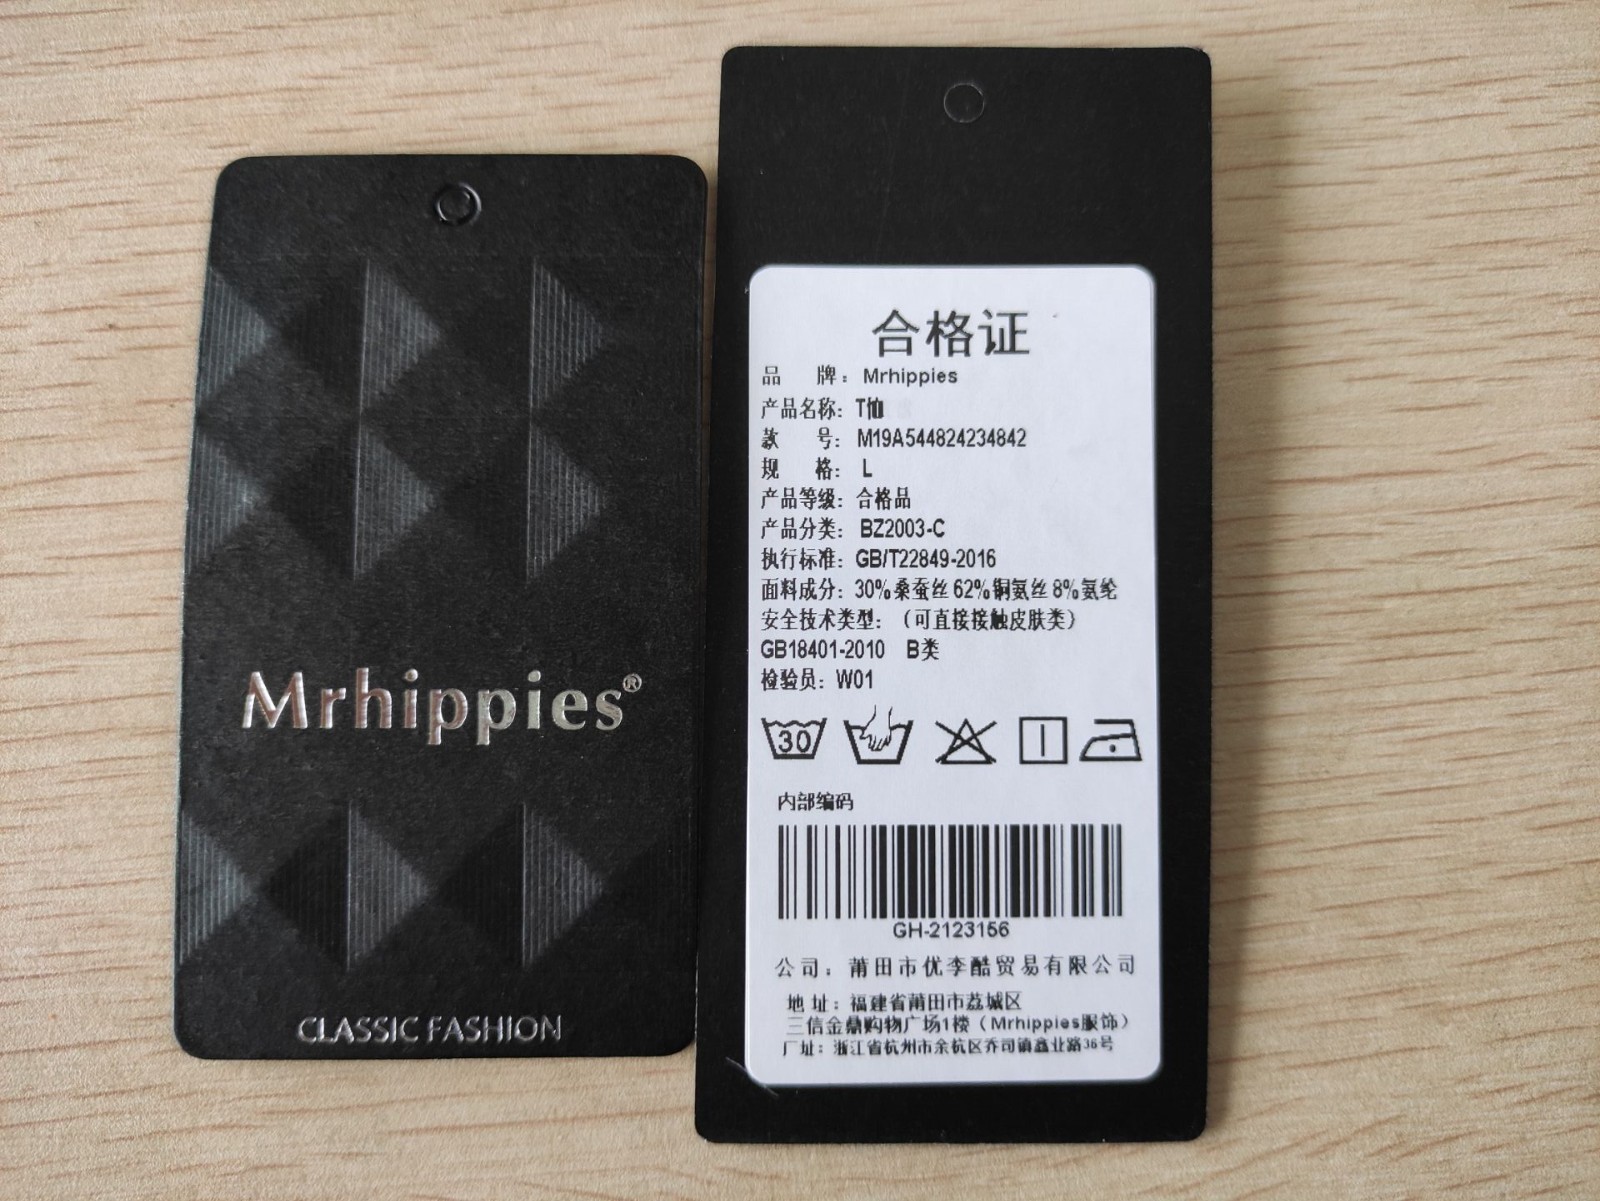 Mrhippies®
CLASSIC FASHION
合格证
品 牌：Mrhippies
产品名称：T恤
款 号：M19A544824234842
规 格：L
产品等级：合格品
产品分类：BZ2003-C
执行标准：GB/T22849-2016
面料成分：30%桑蚕丝 62%铜氨丝 8%氨纶
安全技术类型：（可直接接触皮肤类）
GB18401-2010 B类
检验员：W01
30
内部编码
GH-2123156
公司：莆田市优李酷贸易有限公司
地 址：福建省莆田市荔城区
三信金鼎购物广场1楼（Mrhippies服饰）
厂址：浙江省杭州市余杭区乔司镇鑫业路36号